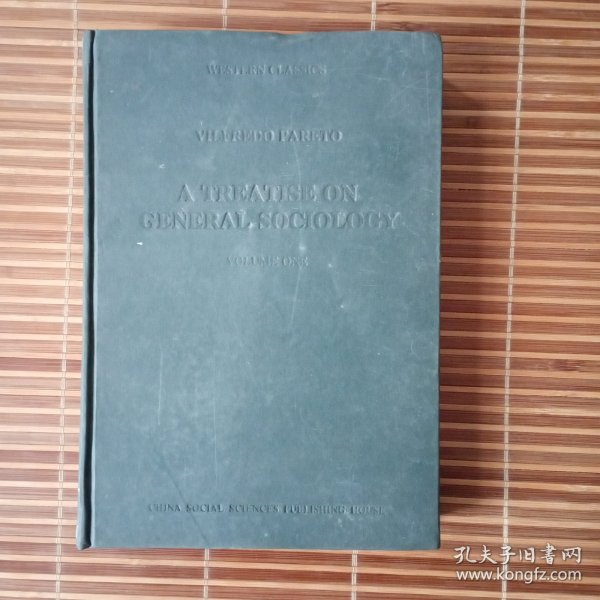 WESTERN CLASSICS
VILFREDO PARETO
A TREATISE ON
GENERAL SOCIOLOGY
VOLUME ONE
CHINA SOCIAL SCIENCES PUBLISHING HOUSE
孔夫子旧书网
www.kongfz.com